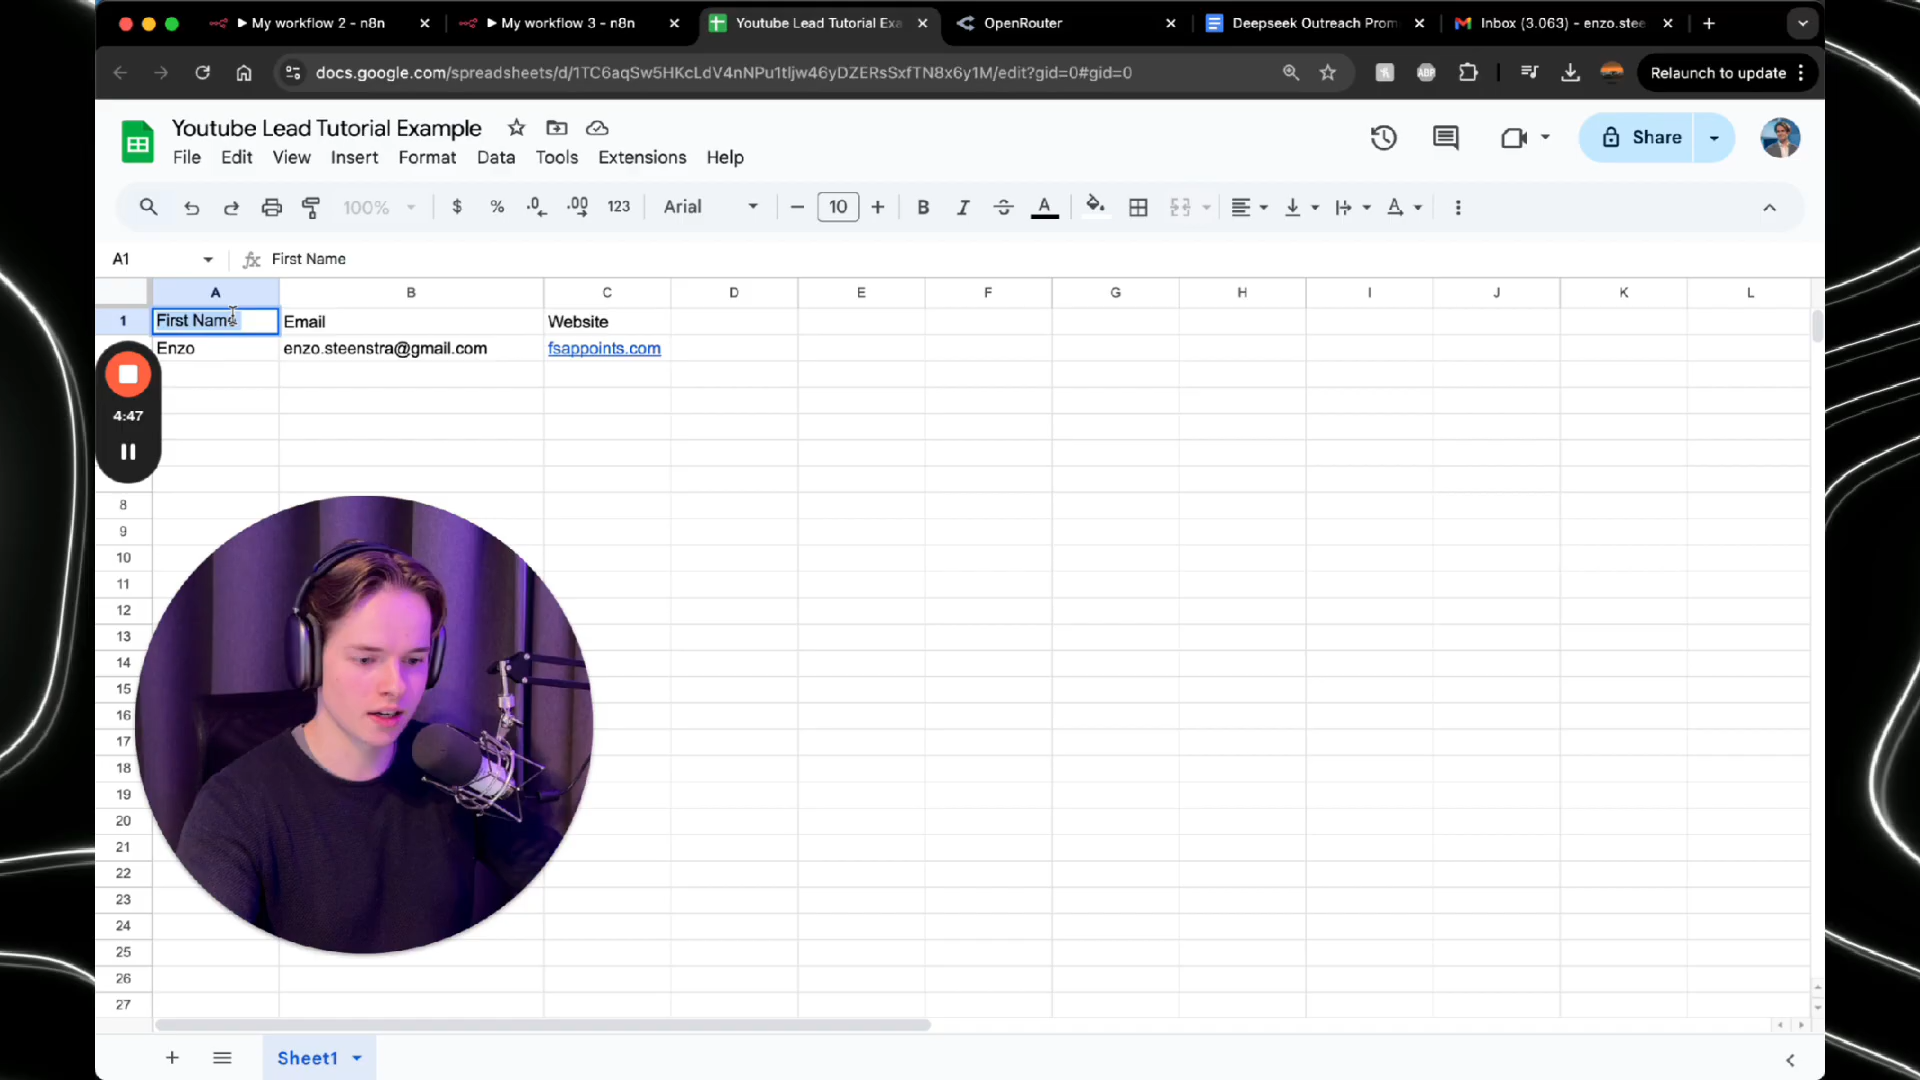 My workflow 2 - n8n
My workflow 3 - n8n
Youtube Lead Tutorial Exa
OpenRouter
Deepseek Outreach Prom
Inbox (3.063) - enzo.stee
docs.google.com/spreadsheets/d/1TC6aqSw5HKcLdV4nNPu1tljw46yDZERsSxfTN8x6y1M/edit?gid=0#gid=0
ABP
Relaunch to update
Youtube Lead Tutorial Example
Share
File Edit View Insert Format Data Tools Extensions Help
100% $ % .0 .00 123 Arial 10 B I S A A
A1 fx First Name
A B C D E F G H I J K L
1 First Name Email Website
Enzo enzo.steenstra@gmail.com fsappoints.com
4:47
8
9
10
11
12
13
14
15
16
17
18
19
20
21
22
23
24
25
26
27
Sheet1